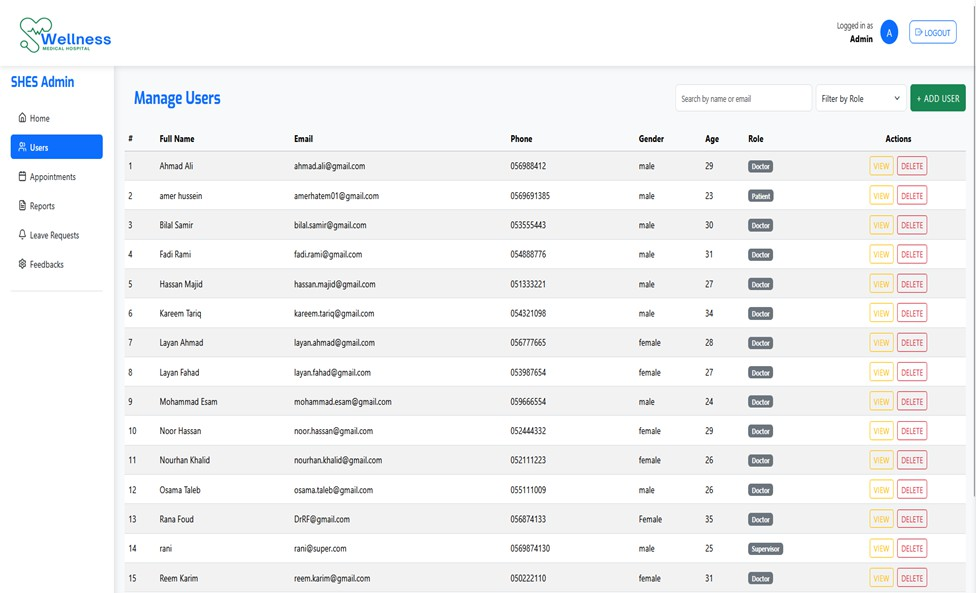 Wellness
MEDICAL HOSPITAL
Logged in as
Admin
A
LOGOUT
SHES Admin
Home
Users
Appointments
Reports
Leave Requests
Feedbacks
Manage Users
Search by name or email
Filter by Role
+ ADD USER
# Full Name Email Phone Gender Age Role Actions
1 Ahmad Ali ahmad.ali@gmail.com 056988412 male 29 Doctor VIEW DELETE
2 amer hussein amerhatem01@gmail.com 0569691385 male 23 Patient VIEW DELETE
3 Bilal Samir bilal.samir@gmail.com 053555443 male 30 Doctor VIEW DELETE
4 Fadi Rami fadi.rami@gmail.com 054888776 male 31 Doctor VIEW DELETE
5 Hassan Majid hassan.majid@gmail.com 051333221 male 27 Doctor VIEW DELETE
6 Kareem Tariq kareem.tariq@gmail.com 054321098 male 34 Doctor VIEW DELETE
7 Layan Ahmad layan.ahmad@gmail.com 056777665 female 28 Doctor VIEW DELETE
8 Layan Fahad layan.fahad@gmail.com 053987654 female 27 Doctor VIEW DELETE
9 Mohammad Esam mohammad.esam@gmail.com 059666554 male 24 Doctor VIEW DELETE
10 Noor Hassan noor.hassan@gmail.com 052444332 female 29 Doctor VIEW DELETE
11 Nourhan Khalid nourhan.khalid@gmail.com 052111223 female 26 Doctor VIEW DELETE
12 Osama Taleb osama.taleb@gmail.com 055111009 male 26 Doctor VIEW DELETE
13 Rana Foud DrRF@gmail.com 056874133 Female 35 Doctor VIEW DELETE
14 rani rani@super.com 0569874130 male 25 Supervisor VIEW DELETE
15 Reem Karim reem.karim@gmail.com 050222110 female 31 Doctor VIEW DELETE